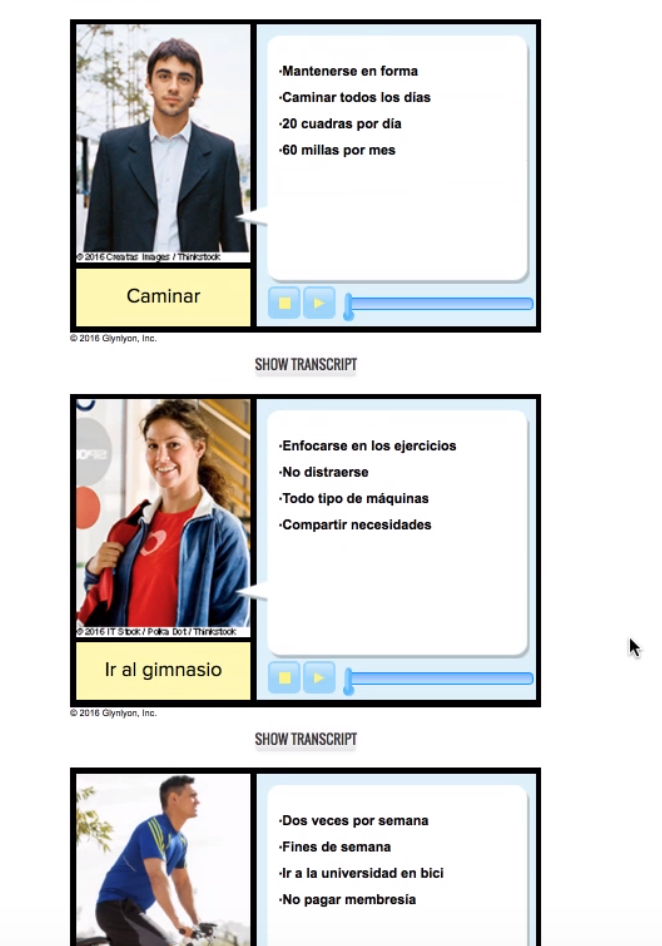 ·Mantenerse en forma
·Caminar todos los días
·20 cuadras por día
·60 millas por mes
© 2016 Creatas Images / Thinkstock
Caminar
© 2016 Glynlyon, Inc.
SHOW TRANSCRIPT
·Enfocarse en los ejercicios
·No distraerse
·Todo tipo de máquinas
·Compartir necesidades
© 2016 IT Stock / Polka Dot / Thinkstock
Ir al gimnasio
© 2016 Glynlyon, Inc.
SHOW TRANSCRIPT
·Dos veces por semana
·Fines de semana
·Ir a la universidad en bici
·No pagar membresía